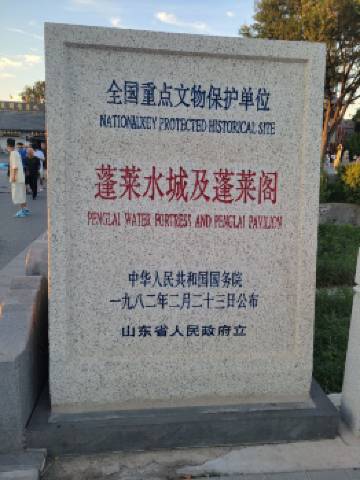 全国重点文物保护单位
NATIONALKEY PROTECTED HISTORICAL SITE
蓬莱水城及蓬莱阁
PENGLAI WATER FORTRESS AND PENGLAI PAVILION
中华人民共和国国务院
一九八二年二月二十三日公布
山东省人民政府立